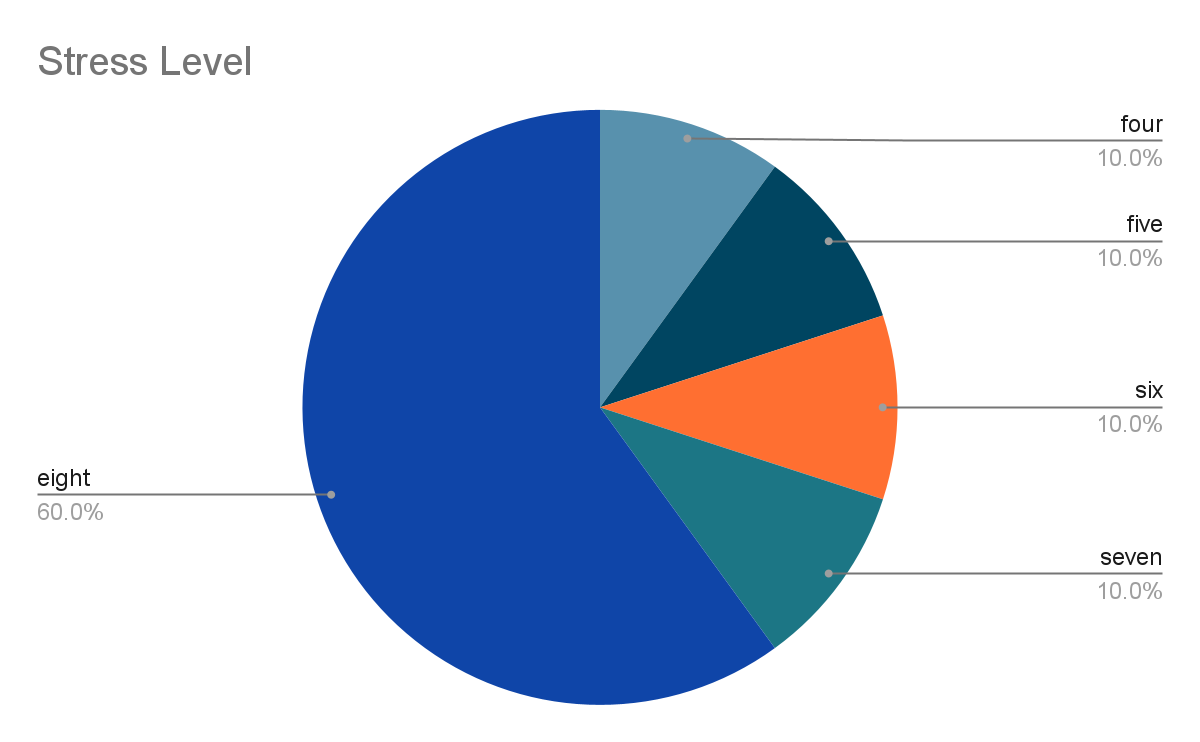 Stress Level
four
10.0%
five
10.0%
six
10.0%
eight
60.0%
seven
10.0%